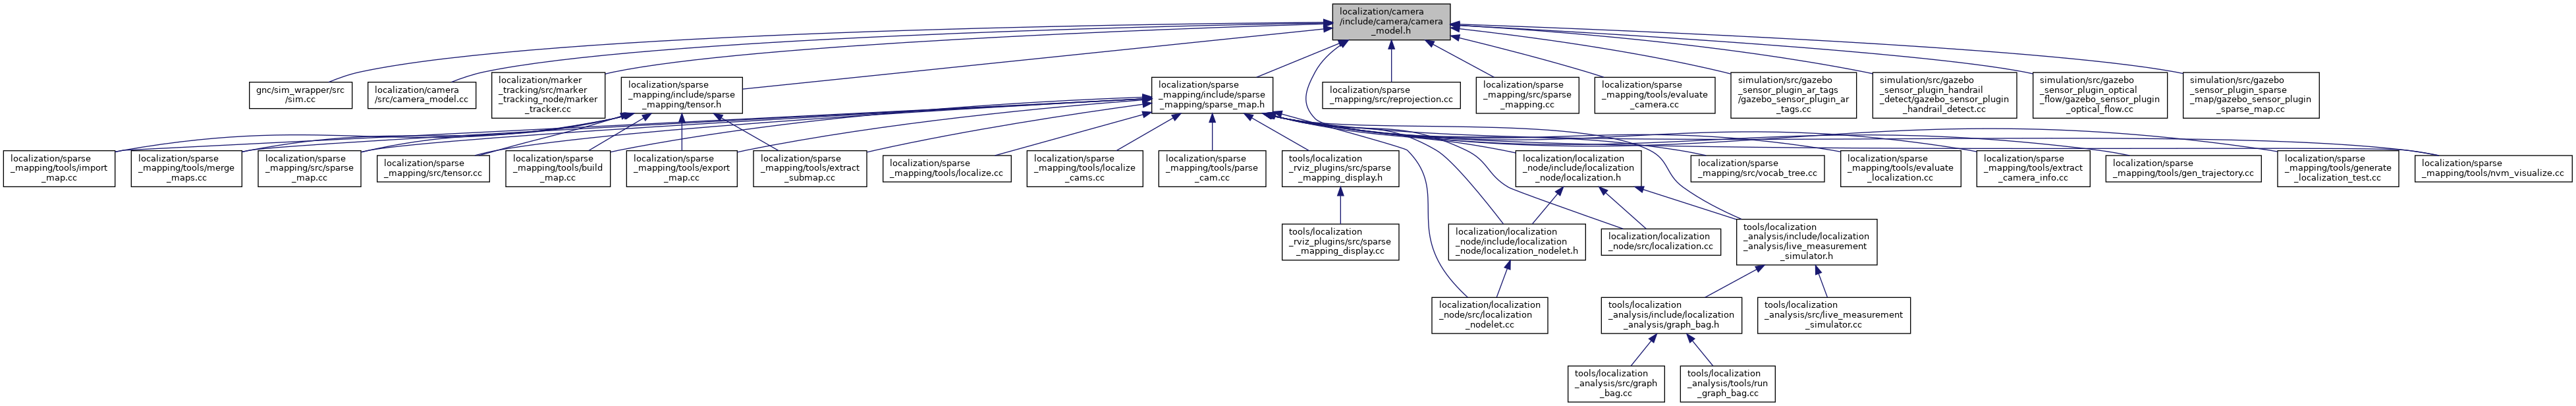 localization/camera
/include/camera/camera
_model.h
gnc/sim_wrapper/src
/sim.cc
localization/camera
/src/camera_model.cc
localization/marker
_tracking/src/marker
_tracking_node/marker
_tracker.cc
localization/sparse
_mapping/include/sparse
_mapping/tensor.h
localization/sparse
_mapping/include/sparse
_mapping/sparse_map.h
localization/sparse
_mapping/src/reprojection.cc
localization/sparse
_mapping/src/sparse
_mapping.cc
localization/sparse
_mapping/tools/evaluate
_camera.cc
simulation/src/gazebo
_sensor_plugin_ar_tags
/gazebo_sensor_plugin_ar
_tags.cc
simulation/src/gazebo
_sensor_plugin_handrail
_detect/gazebo_sensor_plugin
_handrail_detect.cc
simulation/src/gazebo
_sensor_plugin_optical
_flow/gazebo_sensor_plugin
_optical_flow.cc
simulation/src/gazebo
_sensor_plugin_sparse
_map/gazebo_sensor_plugin
_sparse_map.cc
localization/sparse
_mapping/tools/import
_map.cc
localization/sparse
_mapping/tools/merge
_maps.cc
localization/sparse
_mapping/src/sparse
_map.cc
localization/sparse
_mapping/src/tensor.cc
localization/sparse
_mapping/tools/build
_map.cc
localization/sparse
_mapping/tools/export
_map.cc
localization/sparse
_mapping/tools/extract
_submap.cc
localization/sparse
_mapping/tools/localize.cc
localization/sparse
_mapping/tools/localize
_cams.cc
localization/sparse
_mapping/tools/parse
_cam.cc
tools/localization
_rviz_plugins/src/sparse
_mapping_display.h
localization/localization
_node/include/localization
_node/localization.h
localization/sparse
_mapping/src/vocab_tree.cc
localization/sparse
_mapping/tools/evaluate
_localization.cc
localization/sparse
_mapping/tools/extract
_camera_info.cc
localization/sparse
_mapping/tools/gen_trajectory.cc
localization/sparse
_mapping/tools/generate
_localization_test.cc
localization/sparse
_mapping/tools/nvm_visualize.cc
tools/localization
_rviz_plugins/src/sparse
_mapping_display.cc
localization/localization
_node/include/localization
_node/localization_nodelet.h
localization/localization
_node/src/localization.cc
tools/localization
_analysis/include/localization
_analysis/live_measurement
_simulator.h
localization/localization
_node/src/localization
_nodelet.cc
tools/localization
_analysis/include/localization
_analysis/graph_bag.h
tools/localization
_analysis/src/live_measurement
_simulator.cc
tools/localization
_analysis/src/graph
_bag.cc
tools/localization
_analysis/tools/run
_graph_bag.cc